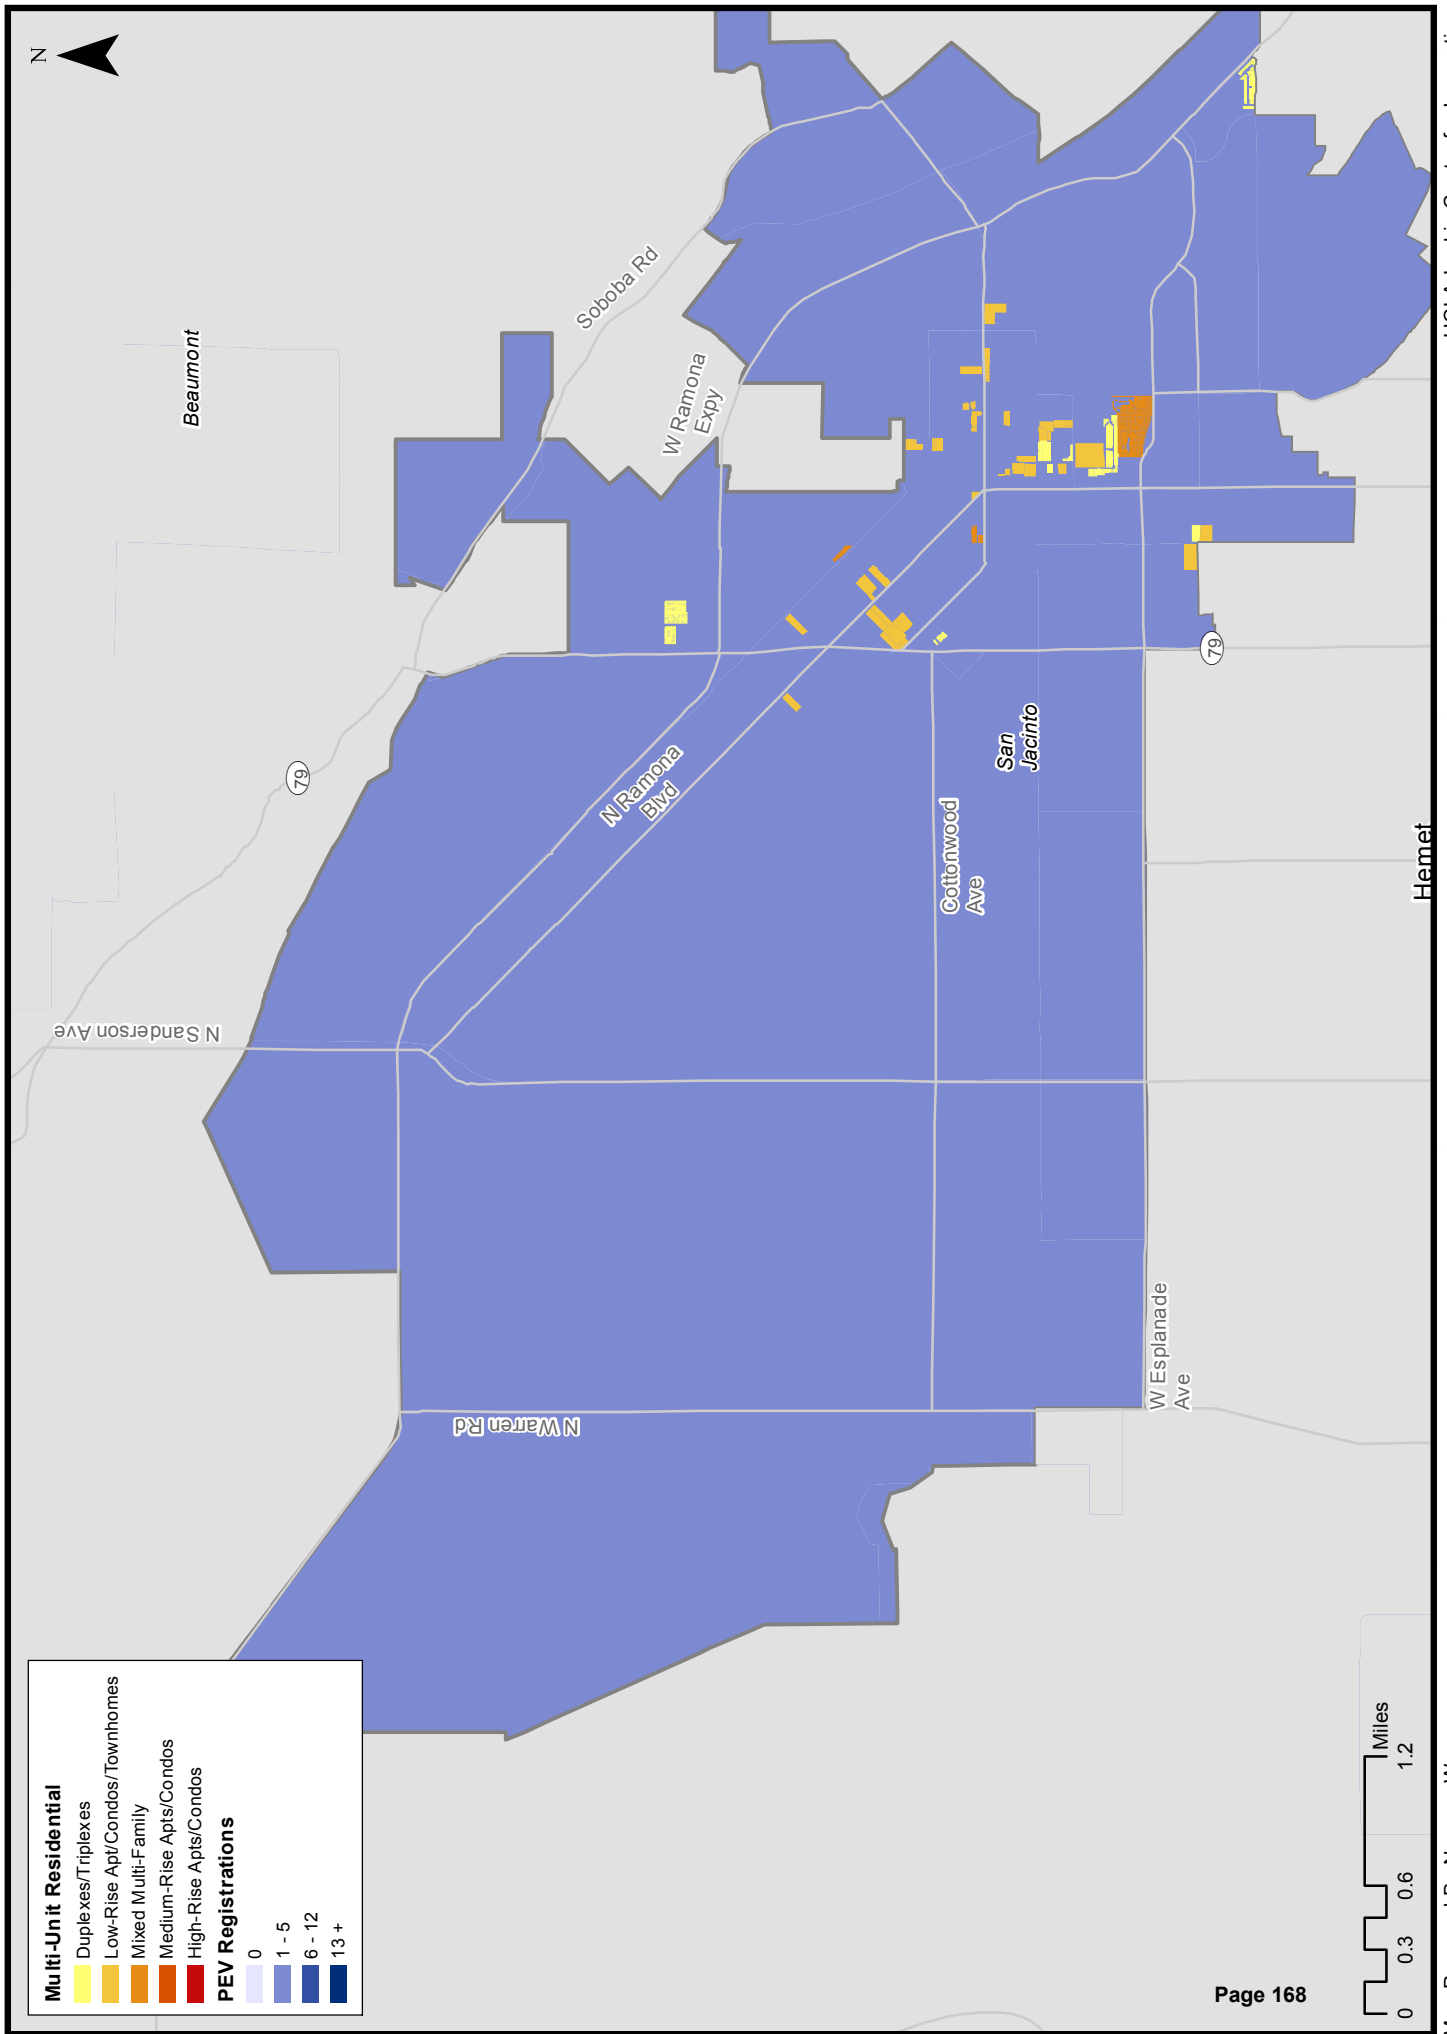 N
Beaumont
Soboba Rd
W Ramona
Expy
79
N Ramona
Blvd
N Sanderson Ave
Cottonwood
Ave
San
Jacinto
79
Hemet
N Warren Rd
W Esplanade
Ave
Multi-Unit Residential
Duplexes/Triplexes
Low-Rise Apt/Condos/Townhomes
Mixed Multi-Family
Medium-Rise Apts/Condos
High-Rise Apts/Condos
PEV Registrations
0
1 - 5
6 - 12
13 +
Page 168
Miles
0 0.3 0.6 1.2